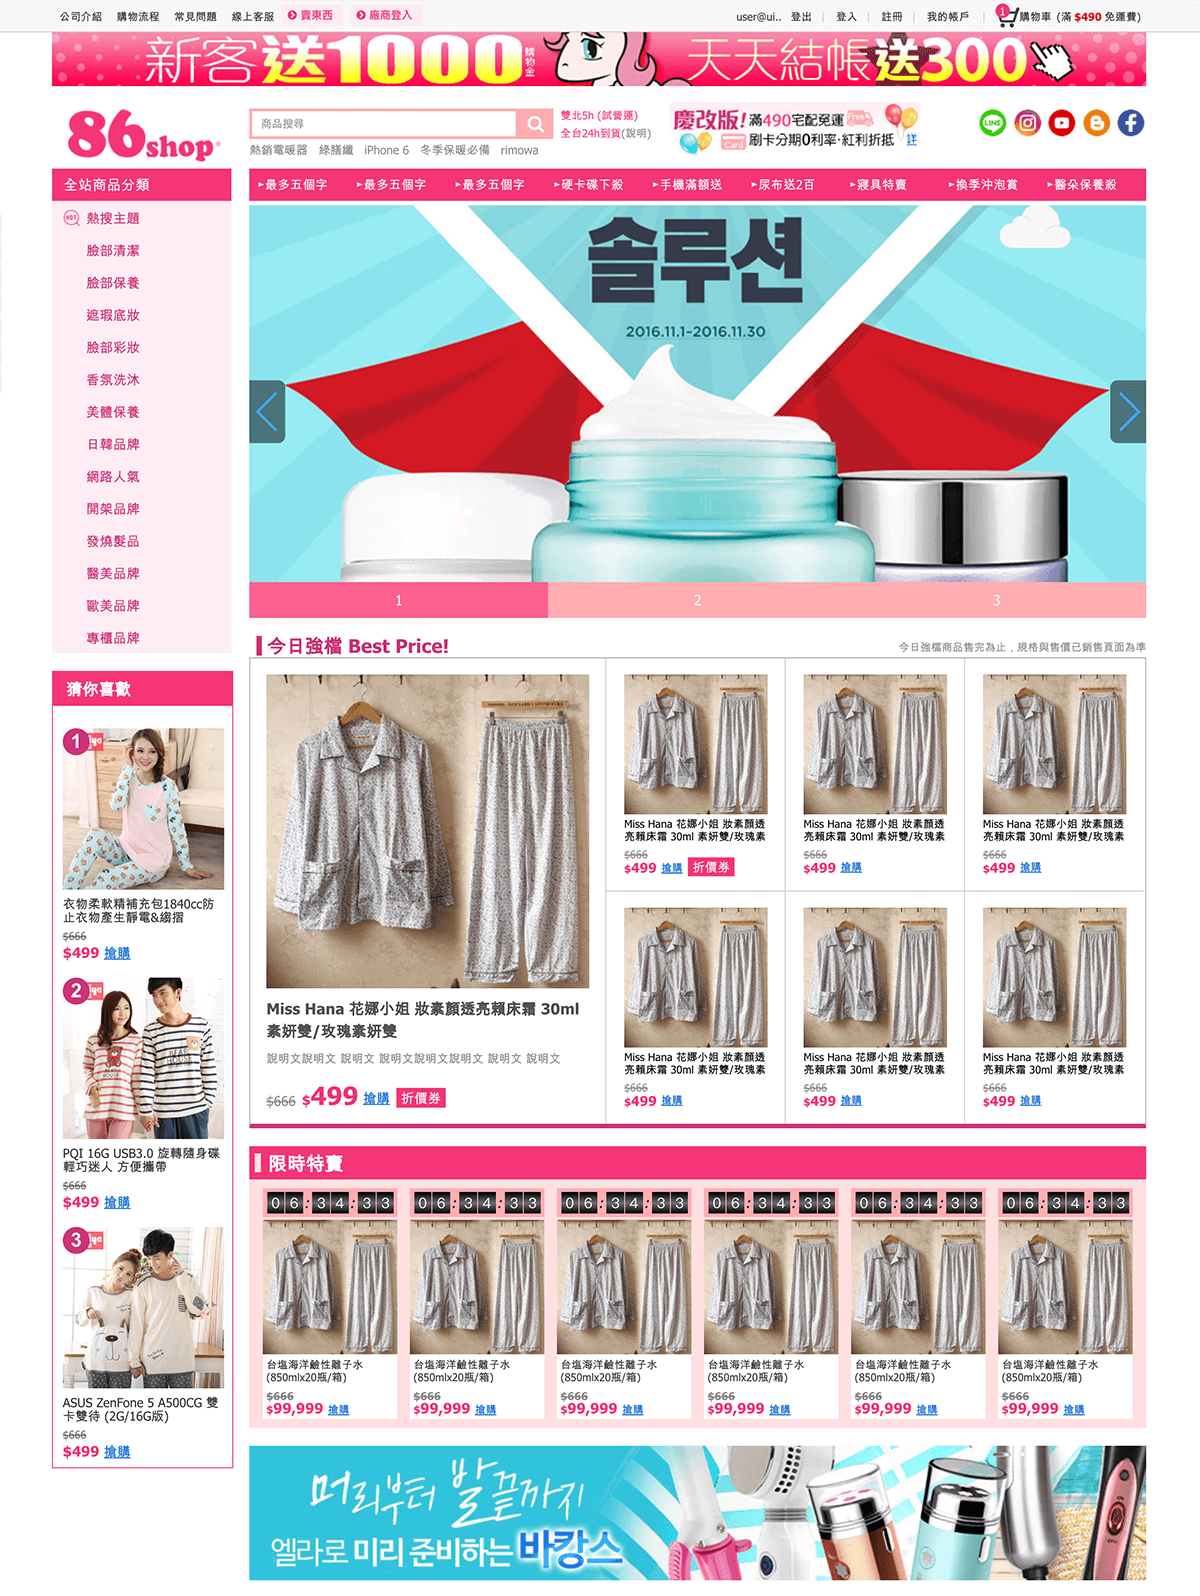 公司介紹 購物流程 常見問題 線上客服 賣東西 廠商登入 user@ui.. 登出 | 登入 | 註冊 | 我的帳戶 | 1 購物車 (滿 $490 免運費)
新客送1000購物金 天天結帳送300
86shop
商品搜尋
雙北5h (試營運)
全台24h到貨(說明)
熱銷電暖器 綠膳纖 iPhone 6 冬季保暖必備 rimowa
慶改版! 滿490宅配免運 Free
Card 刷卡分期0利率‧紅利折抵 詳
LINE
全站商品分類
►最多五個字 ►最多五個字 ►最多五個字 ►硬卡碟下殺 ►手機滿額送 ►尿布送2百 ►寢具特賣 ►換季沖泡賞 ►醫朵保養殺
HOT 熱搜主題
臉部清潔
臉部保養
遮瑕底妝
臉部彩妝
香氛洗沐
美體保養
日韓品牌
網路人氣
開架品牌
發燒髮品
醫美品牌
歐美品牌
專櫃品牌
솔루션
2016.11.1~2016.11.30
1 2 3
猜你喜歡
1
衣物柔軟精補充包1840cc防
止衣物產生靜電&縐摺
$666
$499 搶購
2
BEAR HOUSE
PQI 16G USB3.0 旋轉隨身碟
輕巧迷人 方便攜帶
$666
$499 搶購
3
ASUS ZenFone 5 A500CG 雙
卡雙待 (2G/16G版)
$666
$499 搶購
今日強檔 Best Price!
今日強檔商品售完為止，規格與售價已銷售頁面為準
Miss Hana 花娜小姐 妝素顏透亮賴床霜 30ml
素妍雙/玫瑰素妍雙
說明文說明文 說明文 說明文說明文說明文 說明文 說明文
$666 $499 搶購 折價券
Miss Hana 花娜小姐 妝素顏透
亮賴床霜 30ml 素妍雙/玫瑰素
$666
$499 搶購 折價券
Miss Hana 花娜小姐 妝素顏透
亮賴床霜 30ml 素妍雙/玫瑰素
$666
$499 搶購
Miss Hana 花娜小姐 妝素顏透
亮賴床霜 30ml 素妍雙/玫瑰素
$666
$499 搶購
Miss Hana 花娜小姐 妝素顏透
亮賴床霜 30ml 素妍雙/玫瑰素
$666
$499 搶購
Miss Hana 花娜小姐 妝素顏透
亮賴床霜 30ml 素妍雙/玫瑰素
$666
$499 搶購
Miss Hana 花娜小姐 妝素顏透
亮賴床霜 30ml 素妍雙/玫瑰素
$666
$499 搶購
限時特賣
06:34:33
台塩海洋鹼性離子水
(850mlx20瓶/箱)
$666
$99,999 搶購
06:34:33
台塩海洋鹼性離子水
(850mlx20瓶/箱)
$666
$99,999 搶購
06:34:33
台塩海洋鹼性離子水
(850mlx20瓶/箱)
$666
$99,999 搶購
06:34:33
台塩海洋鹼性離子水
(850mlx20瓶/箱)
$666
$99,999 搶購
06:34:33
台塩海洋鹼性離子水
(850mlx20瓶/箱)
$666
$99,999 搶購
06:34:33
台塩海洋鹼性離子水
(850mlx20瓶/箱)
$666
$99,999 搶購
머리부터 발끝까지
엘라로 미리 준비하는 바캉스